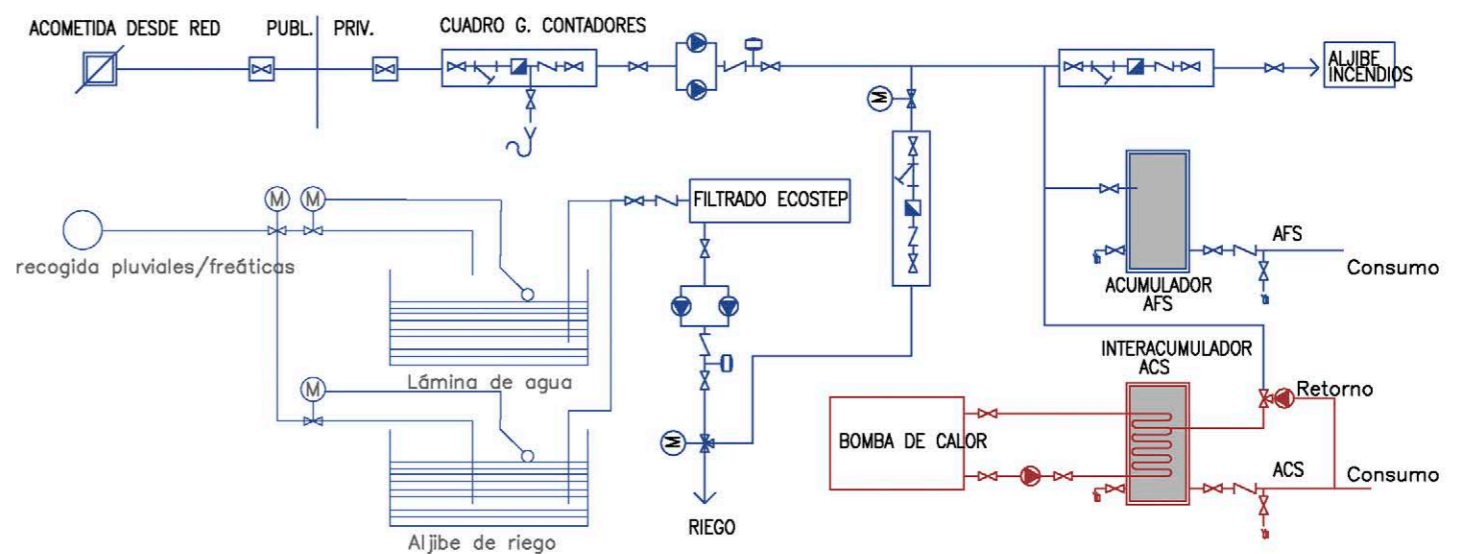 ACOMETIDA DESDE RED
PUBL.
PRIV.
CUADRO G. CONTADORES
ALJIBE
INCENDIOS
M
M
M
FILTRADO ECOSTEP
recogida pluviales/freáticas
AFS
Consumo
ACUMULADOR
AFS
Lámina de agua
M
INTERACUMULADOR
ACS
Retorno
BOMBA DE CALOR
M
ACS
Consumo
RIEGO
Aljibe de riego